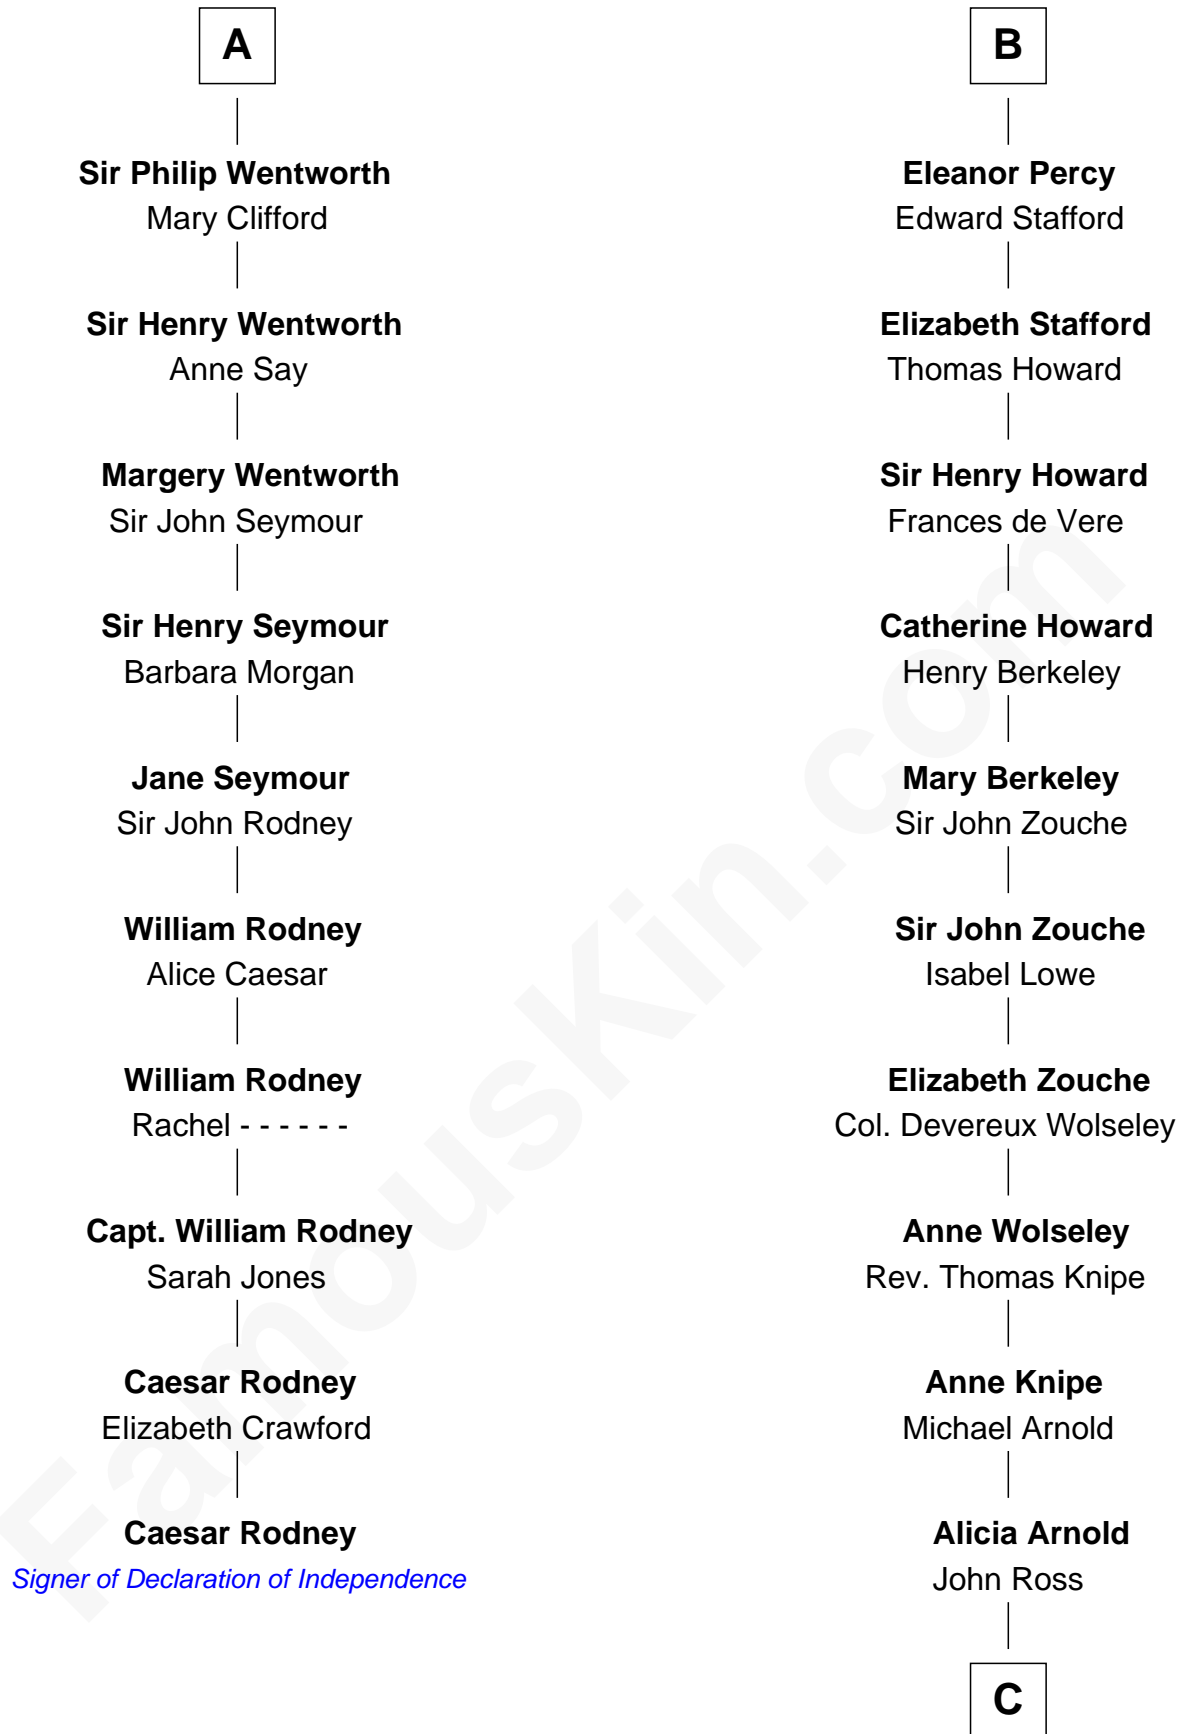 A
Sir Philip Wentworth
Mary Clifford
Sir Henry Wentworth
Anne Say
Margery Wentworth
Sir John Seymour
Sir Henry Seymour
Barbara Morgan
Jane Seymour
Sir John Rodney
William Rodney
Alice Caesar
William Rodney
Rachel - - - - - -
Capt. William Rodney
Sarah Jones
Caesar Rodney
Elizabeth Crawford
Caesar Rodney
Signer of Declaration of Independence
B
Eleanor Percy
Edward Stafford
Elizabeth Stafford
Thomas Howard
Sir Henry Howard
Frances de Vere
Catherine Howard
Henry Berkeley
Mary Berkeley
Sir John Zouche
Sir John Zouche
Isabel Lowe
Elizabeth Zouche
Col. Devereux Wolseley
Anne Wolseley
Rev. Thomas Knipe
Anne Knipe
Michael Arnold
Alicia Arnold
John Ross
C
FamousKin.com